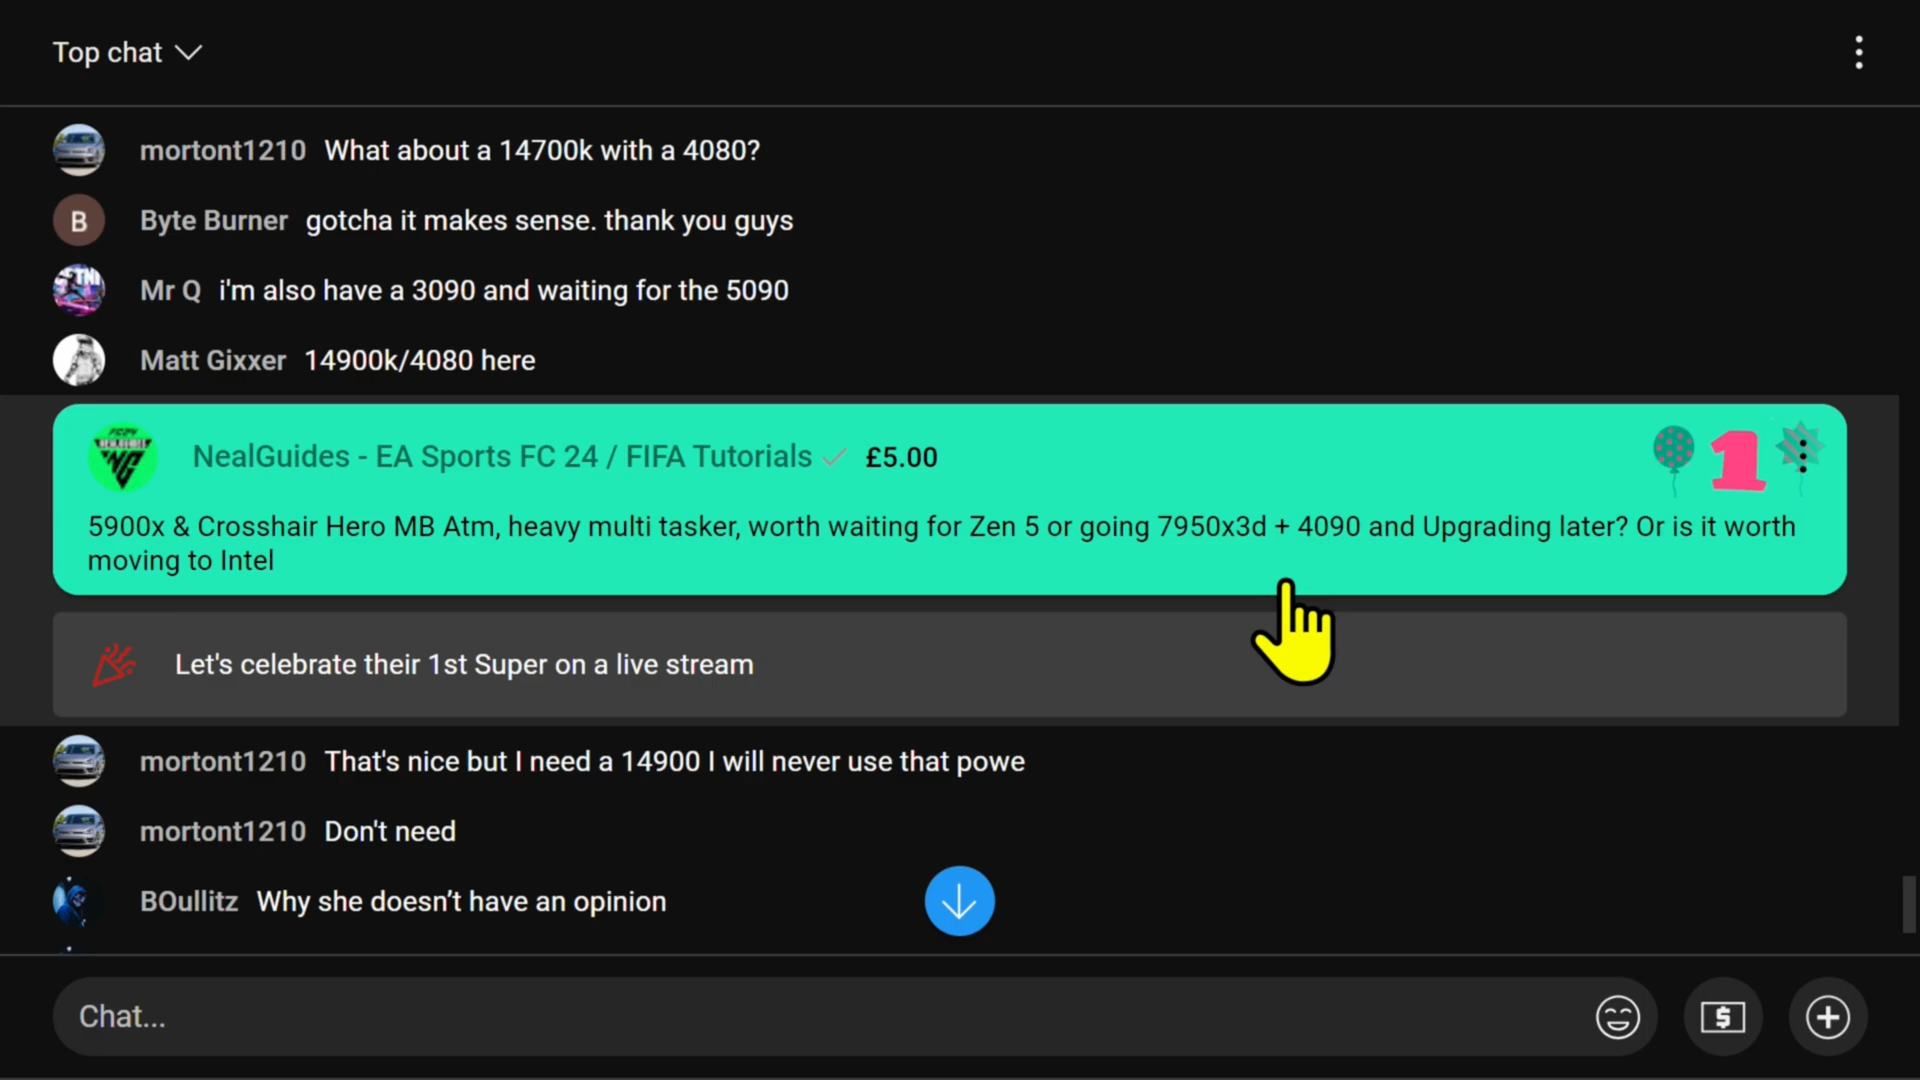 Top chat
mortont1210 What about a 14700k with a 4080?
B
Byte Burner gotcha it makes sense. thank you guys
Mr Q i'm also have a 3090 and waiting for the 5090
Matt Gixxer 14900k/4080 here
NealGuides - EA Sports FC 24 / FIFA Tutorials £5.00
1
5900x & Crosshair Hero MB Atm, heavy multi tasker, worth waiting for Zen 5 or going 7950x3d + 4090 and Upgrading later? Or is it worth
moving to Intel
Let's celebrate their 1st Super on a live stream
mortont1210 That's nice but I need a 14900 I will never use that powe
mortont1210 Don't need
BOullitz Why she doesn’t have an opinion
Chat...
$